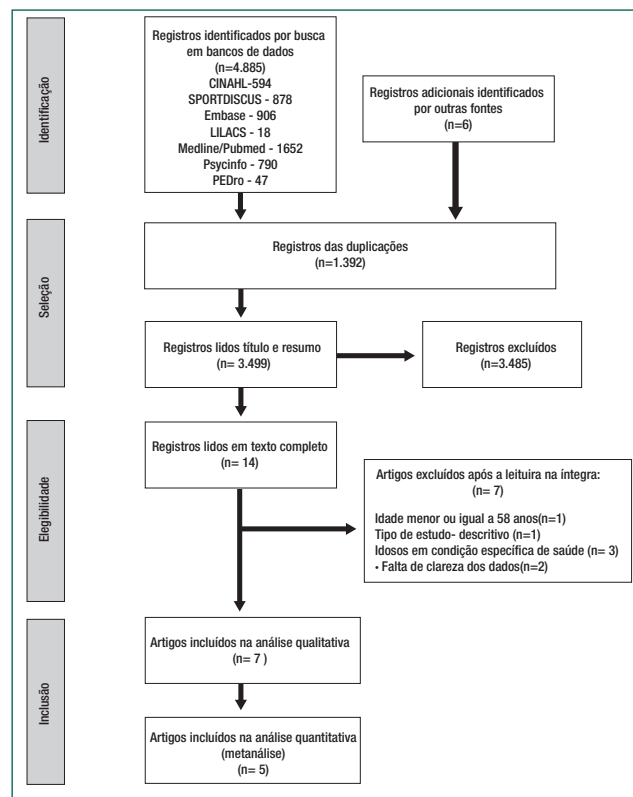 Identificação
Registros identificados por busca
em bancos de dados
(n=4.885)
CINAHL-594
SPORTDISCUS - 878
Embase - 906
LILACS - 18
Medline/Pubmed - 1652
Psycinfo - 790
PEDro - 47
Registros adicionais identificados
por outras fontes
(n=6)
Seleção
Registros das duplicações
(n=1.392)
Registros lidos título e resumo
(n= 3.499)
Registros excluídos
(n=3.485)
Elegibilidade
Registros lidos em texto completo
(n= 14)
Artigos excluídos após a leituira na íntegra:
(n= 7)
Idade menor ou igual a 58 anos(n=1)
Tipo de estudo- descritivo (n=1)
Idosos em condição específica de saúde (n= 3)
• Falta de clareza dos dados(n=2)
Inclusão
Artigos incluídos na análise qualitativa
(n= 7 )
Artigos incluídos na análise quantitativa
(metanálise)
(n= 5)